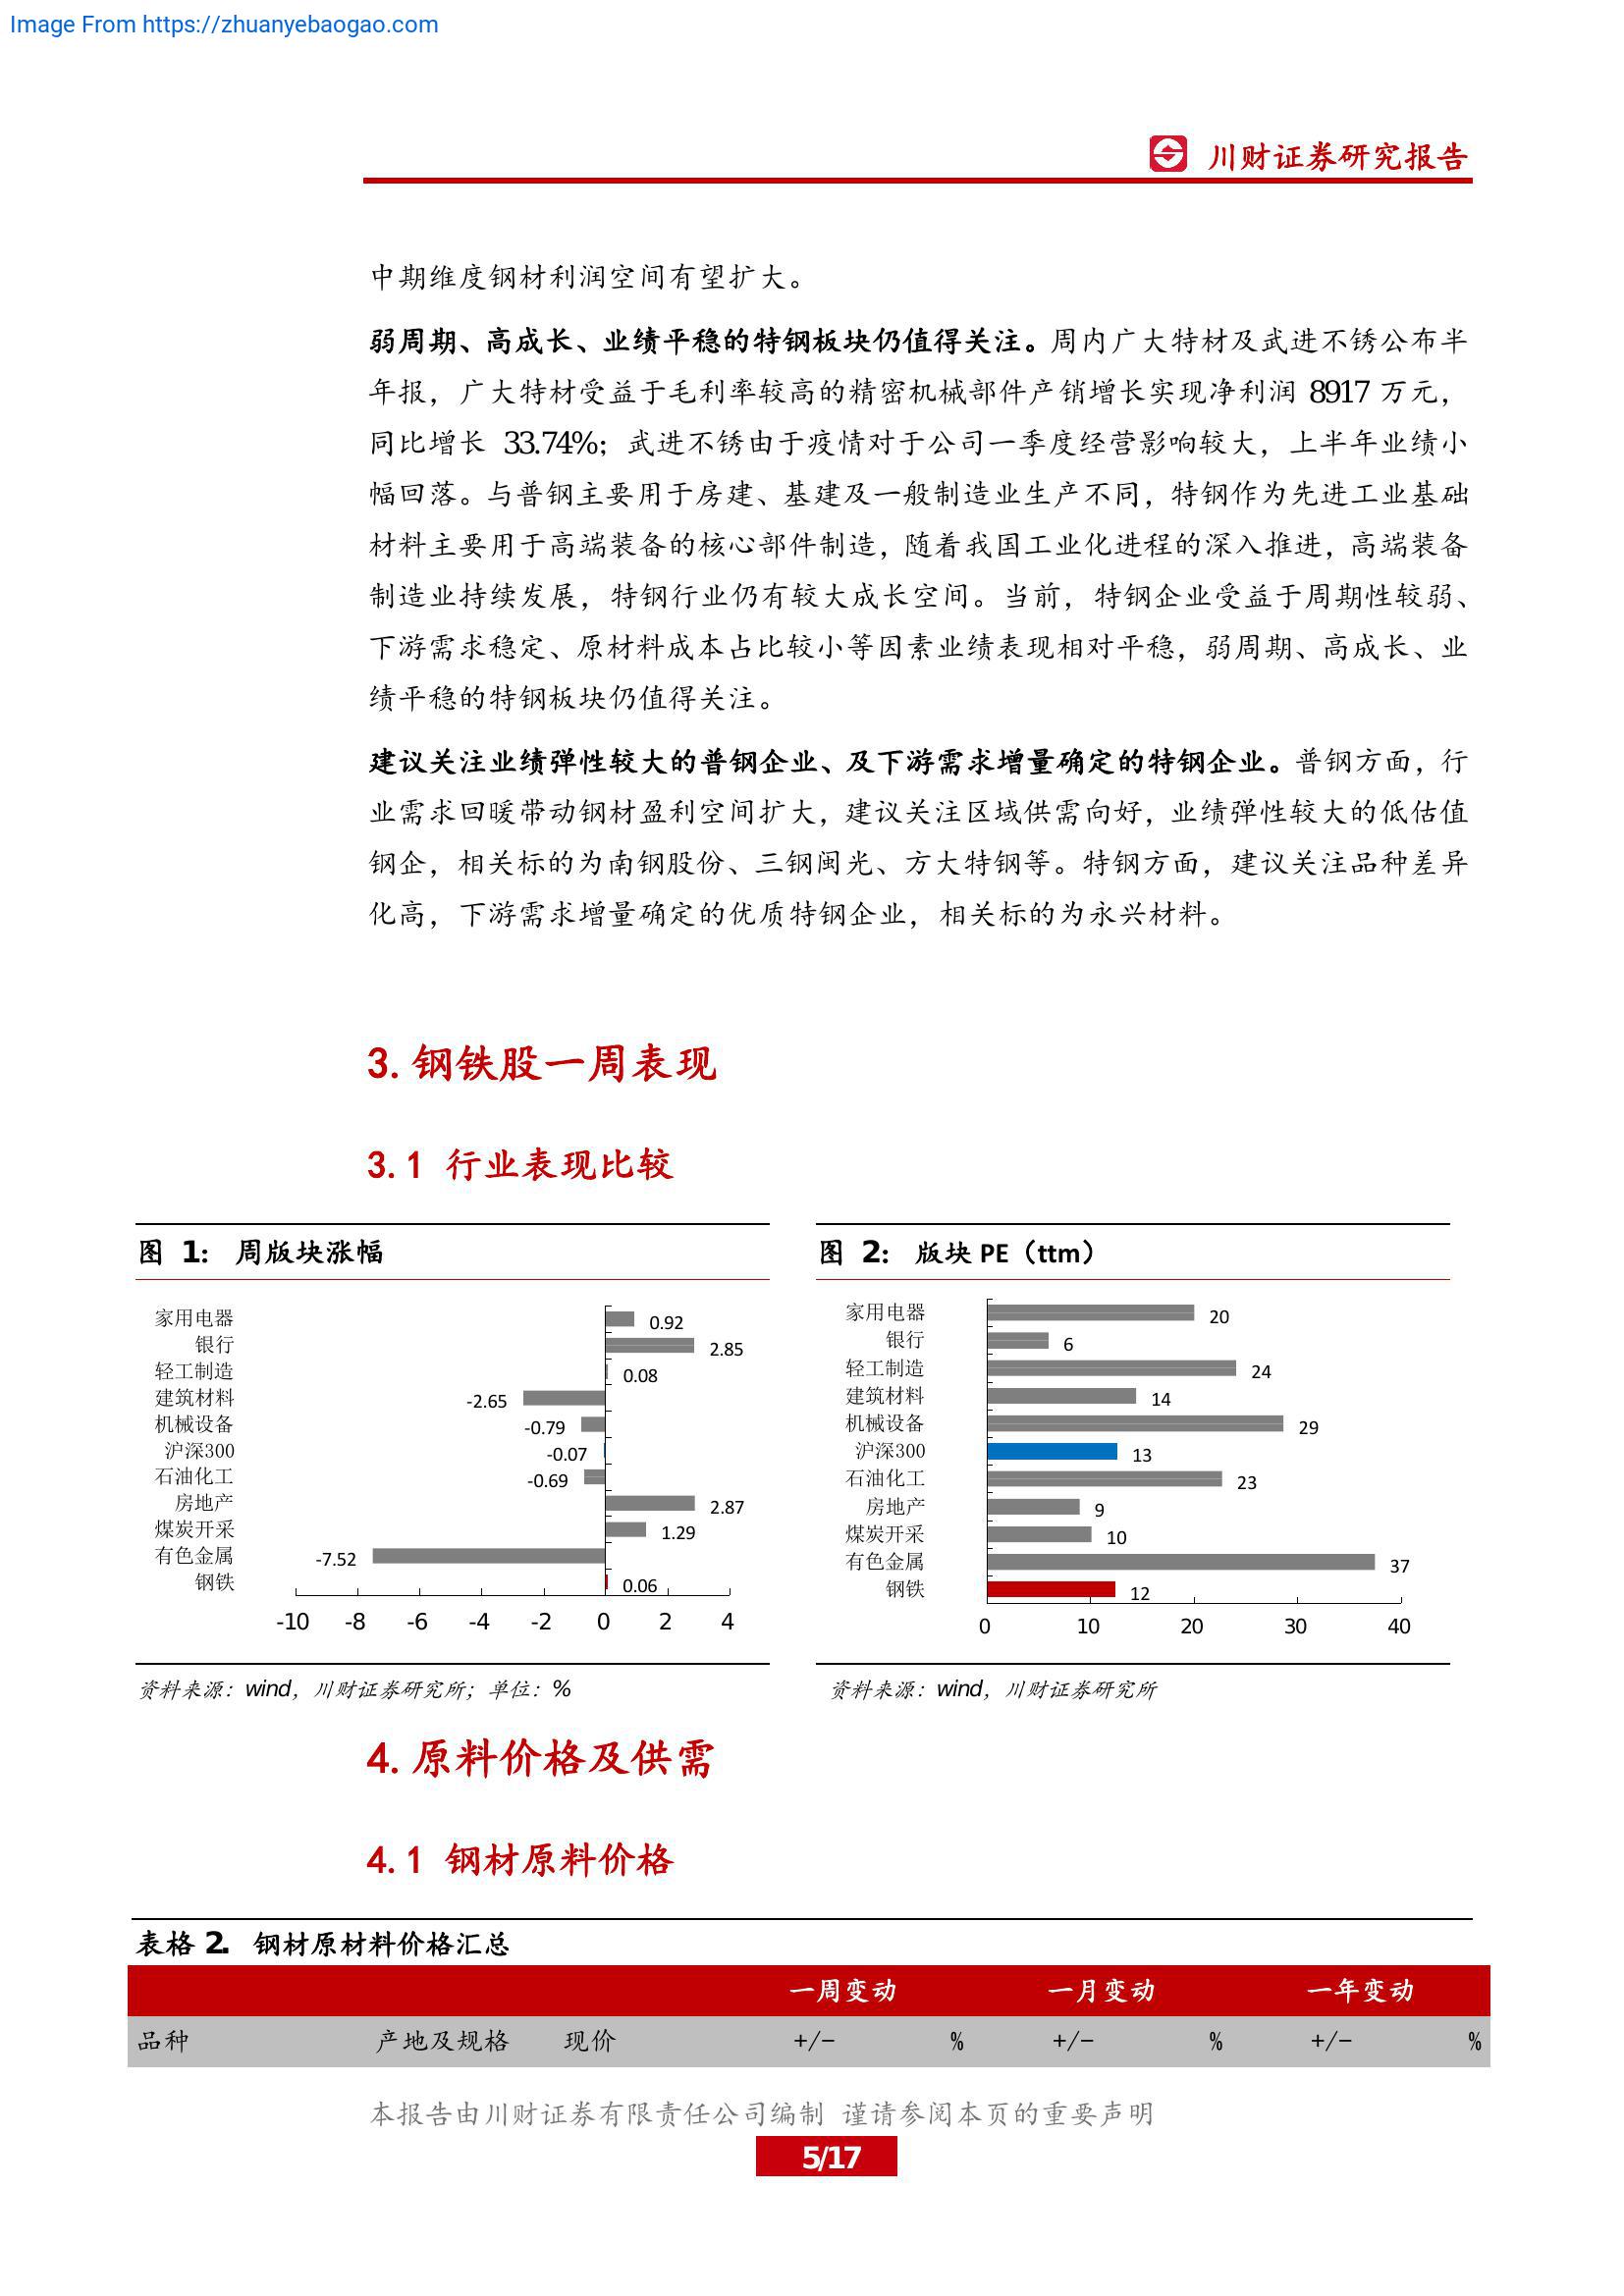 Image From https://zhuanyebaogao.com
川财证券研究报告
中期维度钢材利润空间有望扩大。
弱周期、高成长、业绩平稳的特钢板块仍值得关注。周内广大特材及武进不锈公布半
年报，广大特材受益于毛利率较高的精密机械部件产销增长实现净利润 8917 万元，
同比增长 33.74%；武进不锈由于疫情对于公司一季度经营影响较大，上半年业绩小
幅回落。与普钢主要用于房建、基建及一般制造业生产不同，特钢作为先进工业基础
材料主要用于高端装备的核心部件制造，随着我国工业化进程的深入推进，高端装备
制造业持续发展，特钢行业仍有较大成长空间。当前，特钢企业受益于周期性较弱、
下游需求稳定、原材料成本占比较小等因素业绩表现相对平稳，弱周期、高成长、业
绩平稳的特钢板块仍值得关注。
建议关注业绩弹性较大的普钢企业、及下游需求增量确定的特钢企业。普钢方面，行
业需求回暖带动钢材盈利空间扩大，建议关注区域供需向好，业绩弹性较大的低估值
钢企，相关标的为南钢股份、三钢闽光、方大特钢等。特钢方面，建议关注品种差异
化高，下游需求增量确定的优质特钢企业，相关标的为永兴材料。
3. 钢铁股一周表现
3.1 行业表现比较
图 1： 周版块涨幅
家用电器 0.92
银行 2.85
轻工制造 0.08
建筑材料 -2.65
机械设备 -0.79
沪深300 -0.07
石油化工 -0.69
房地产 2.87
煤炭开采 1.29
有色金属 -7.52
钢铁 0.06
-10 -8 -6 -4 -2 0 2 4
资料来源：wind，川财证券研究所；单位：%
图 2： 版块 PE（ttm）
家用电器 20
银行 6
轻工制造 24
建筑材料 14
机械设备 29
沪深300 13
石油化工 23
房地产 9
煤炭开采 10
有色金属 37
钢铁 12
0 10 20 30 40
资料来源：wind，川财证券研究所
4. 原料价格及供需
4.1 钢材原料价格
表格 2. 钢材原材料价格汇总
一周变动 一月变动 一年变动
品种 产地及规格 现价 +/- % +/- % +/- %
本报告由川财证券有限责任公司编制 谨请参阅本页的重要声明
5/17